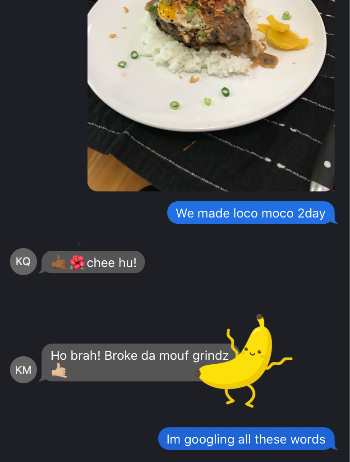 We made loco moco 2day
KQ
🤙🏾🌺chee hu!
Ho brah! Broke da mouf grindz
KM
🤙🏼
Im googling all these words